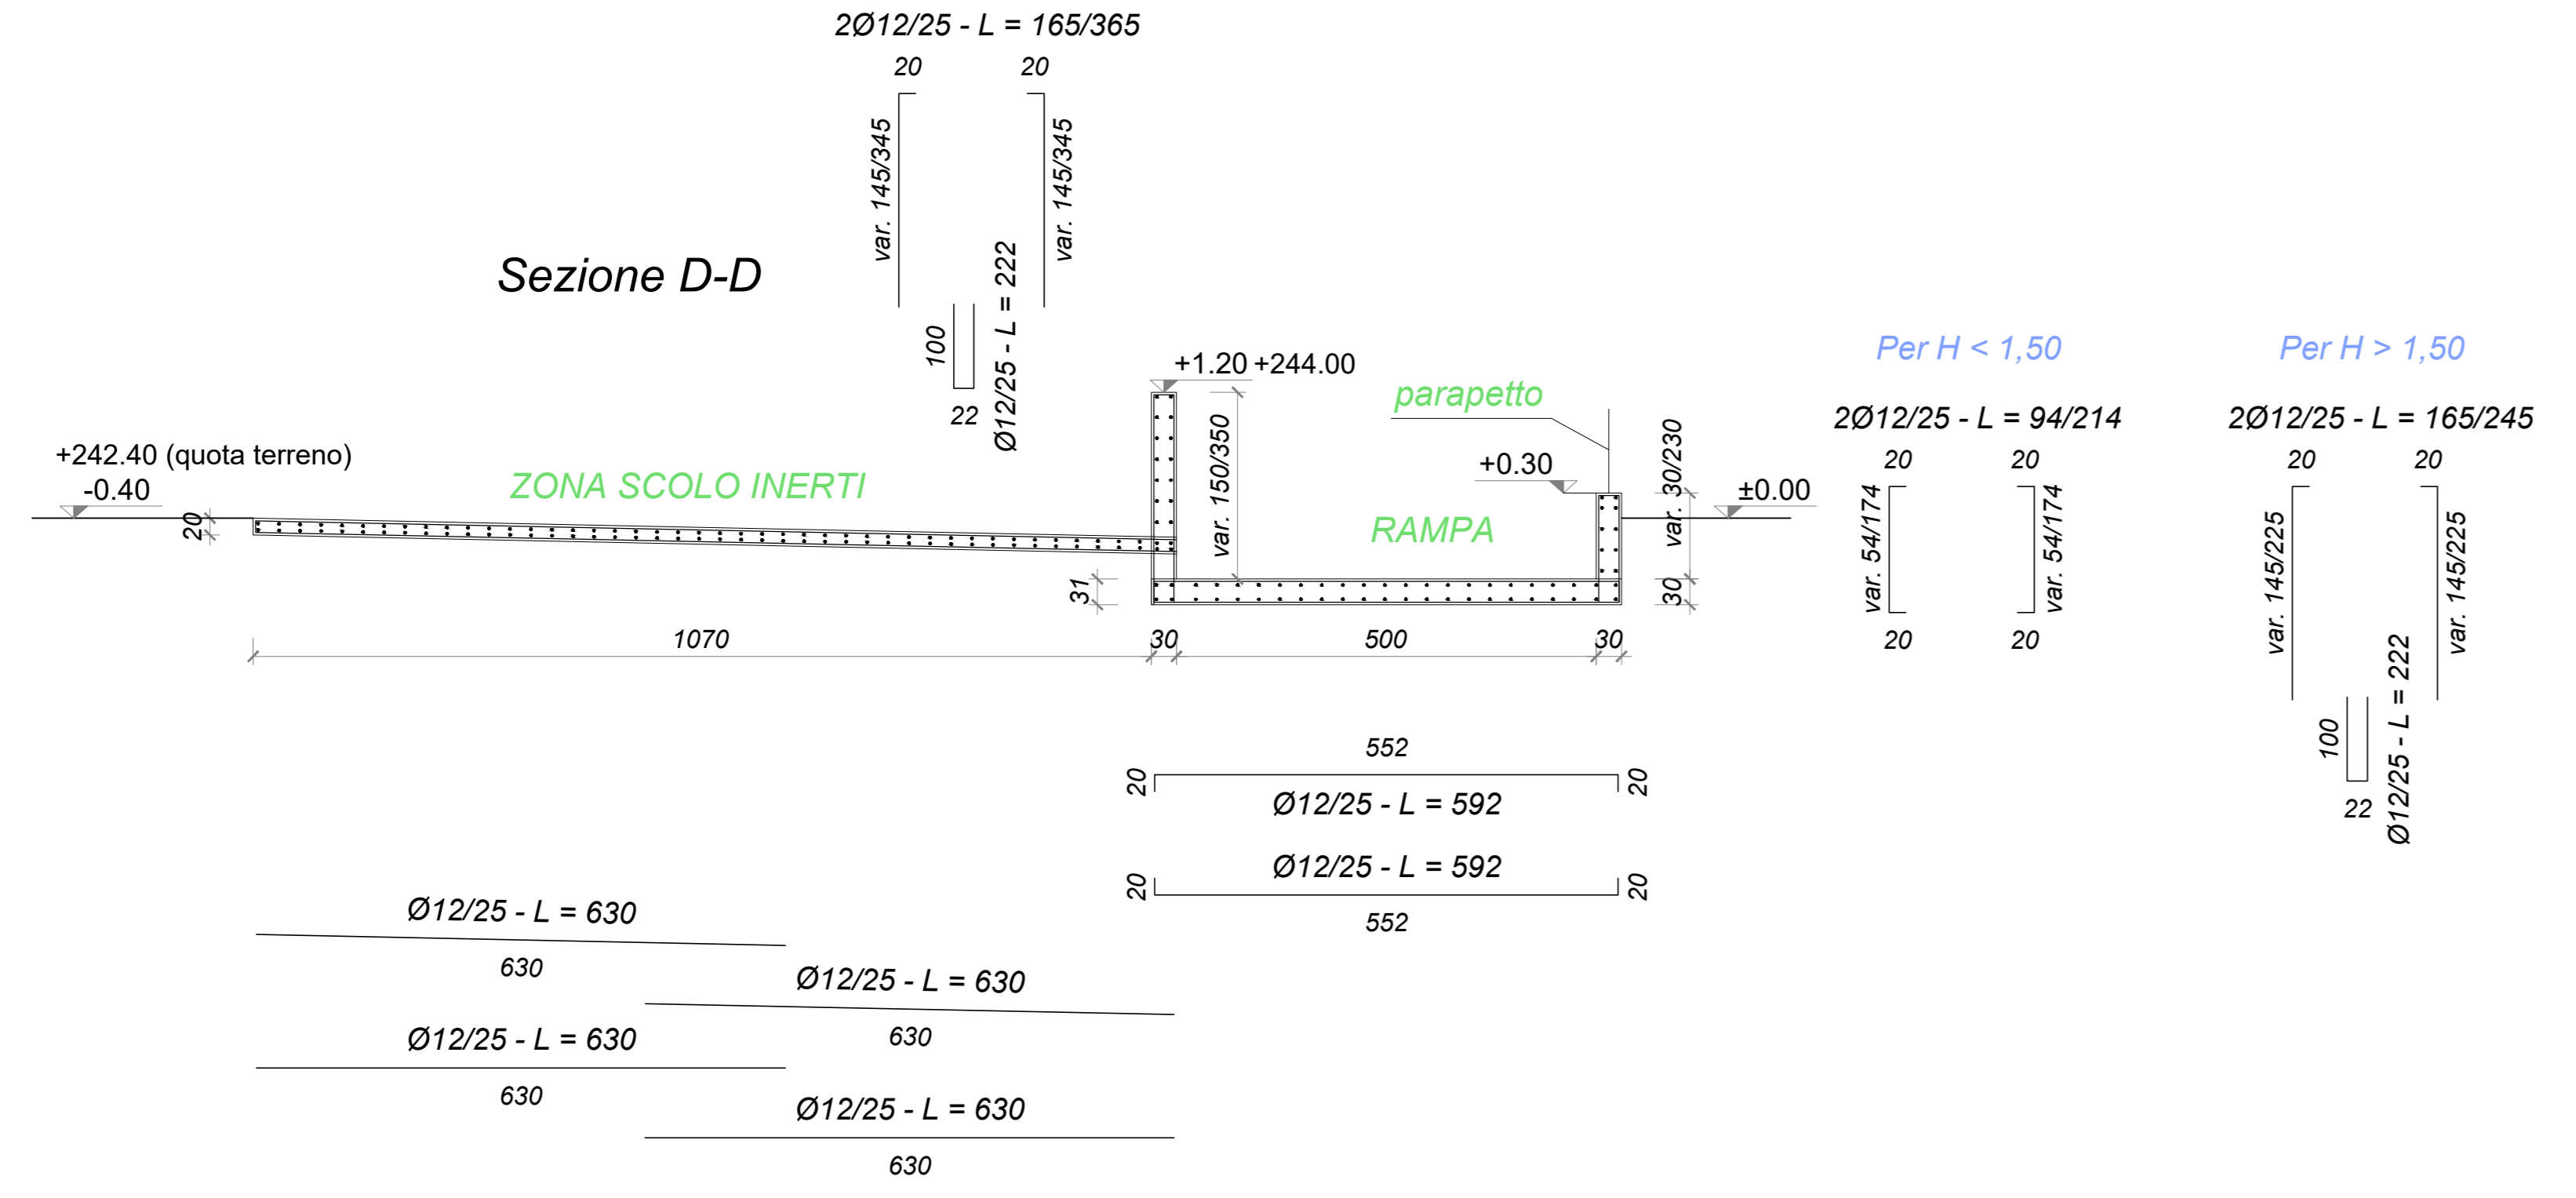 2Ø12/25 - L = 165/365
20 20
var. 145/345
var. 145/345
Sezione D-D
100
22
Ø12/25 - L = 222
+1.20 +244.00
parapetto
+242.40 (quota terreno)
-0.40
20
ZONA SCOLO INERTI
var. 150/350
+0.30
RAMPA
var. 30/230
±0.00
31
30
1070
30
500
30
Per H < 1,50
2Ø12/25 - L = 94/214
20 20
var. 54/174
var. 54/174
20 20
Per H > 1,50
2Ø12/25 - L = 165/245
20 20
var. 145/225
var. 145/225
100
22
Ø12/25 - L = 222
552
20
20
Ø12/25 - L = 592
Ø12/25 - L = 592
20
20
552
Ø12/25 - L = 630
630
Ø12/25 - L = 630
630
Ø12/25 - L = 630
630
Ø12/25 - L = 630
630